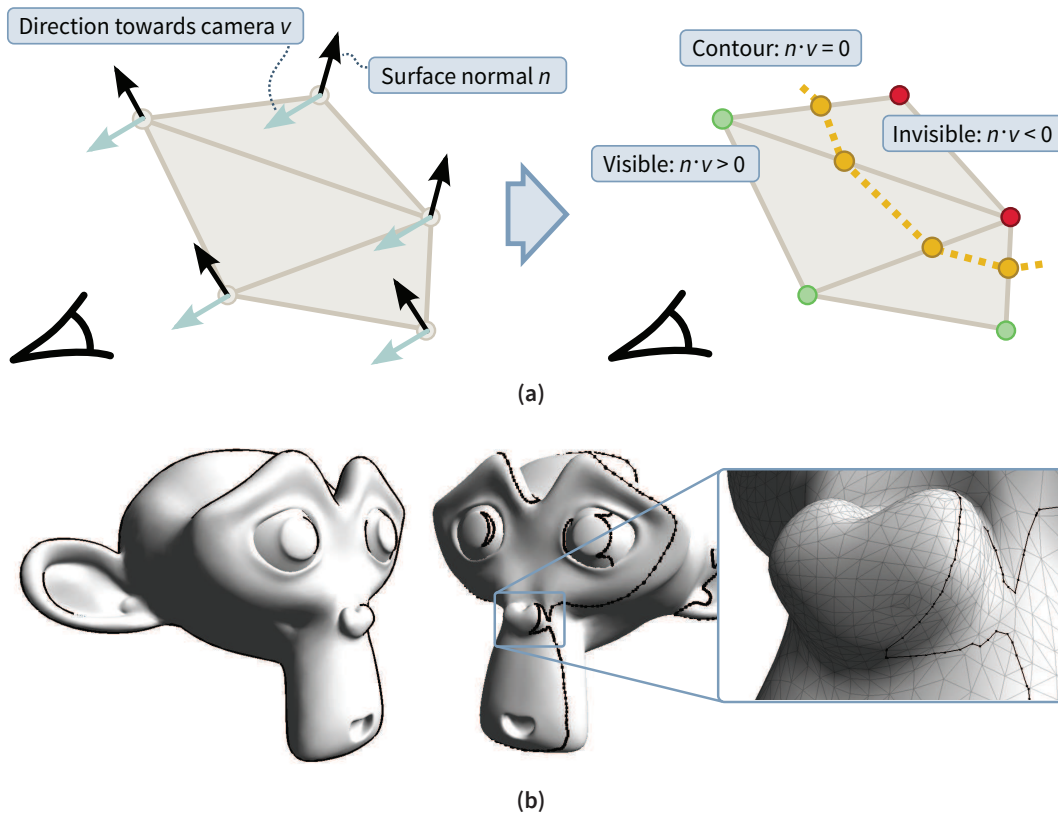 Direction towards camera v
Surface normal n
Contour: n·v = 0
Invisible: n·v < 0
Visible: n·v > 0
(a)
(b)